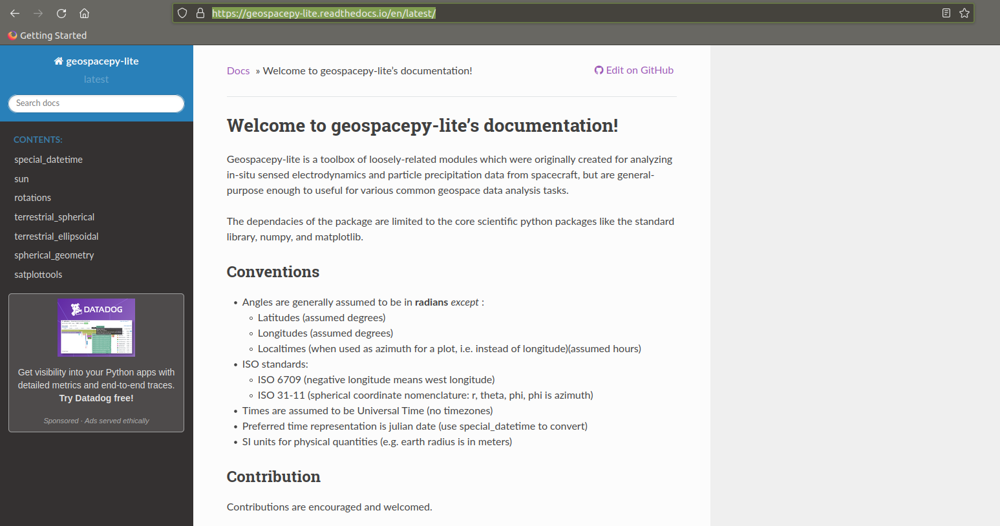 https://geospacepy-lite.readthedocs.io/en/latest/
Getting Started
geospacepy-lite
latest
Search docs
CONTENTS:
special_datetime
sun
rotations
terrestrial_spherical
terrestrial_ellipsoidal
spherical_geometry
satplottools
DATADOG
Get visibility into your Python apps with
detailed metrics and end-to-end traces.
Try Datadog free!
Sponsored · Ads served ethically
Docs » Welcome to geospacepy-lite’s documentation!
Edit on GitHub
Welcome to geospacepy-lite’s documentation!
Geospacepy-lite is a toolbox of loosely-related modules which were originally created for analyzing
in-situ sensed electrodynamics and particle precipitation data from spacecraft, but are general-
purpose enough to useful for various common geospace data analysis tasks.
The dependacies of the package are limited to the core scientific python packages like the standard
library, numpy, and matplotlib.
Conventions
• Angles are generally assumed to be in radians except :
◦ Latitudes (assumed degrees)
◦ Longitudes (assumed degrees)
◦ Localtimes (when used as azimuth for a plot, i.e. instead of longitude)(assumed hours)
• ISO standards:
◦ ISO 6709 (negative longitude means west longitude)
◦ ISO 31-11 (spherical coordinate nomenclature: r, theta, phi, phi is azimuth)
• Times are assumed to be Universal Time (no timezones)
• Preferred time representation is julian date (use special_datetime to convert)
• SI units for physical quantities (e.g. earth radius is in meters)
Contribution
Contributions are encouraged and welcomed.